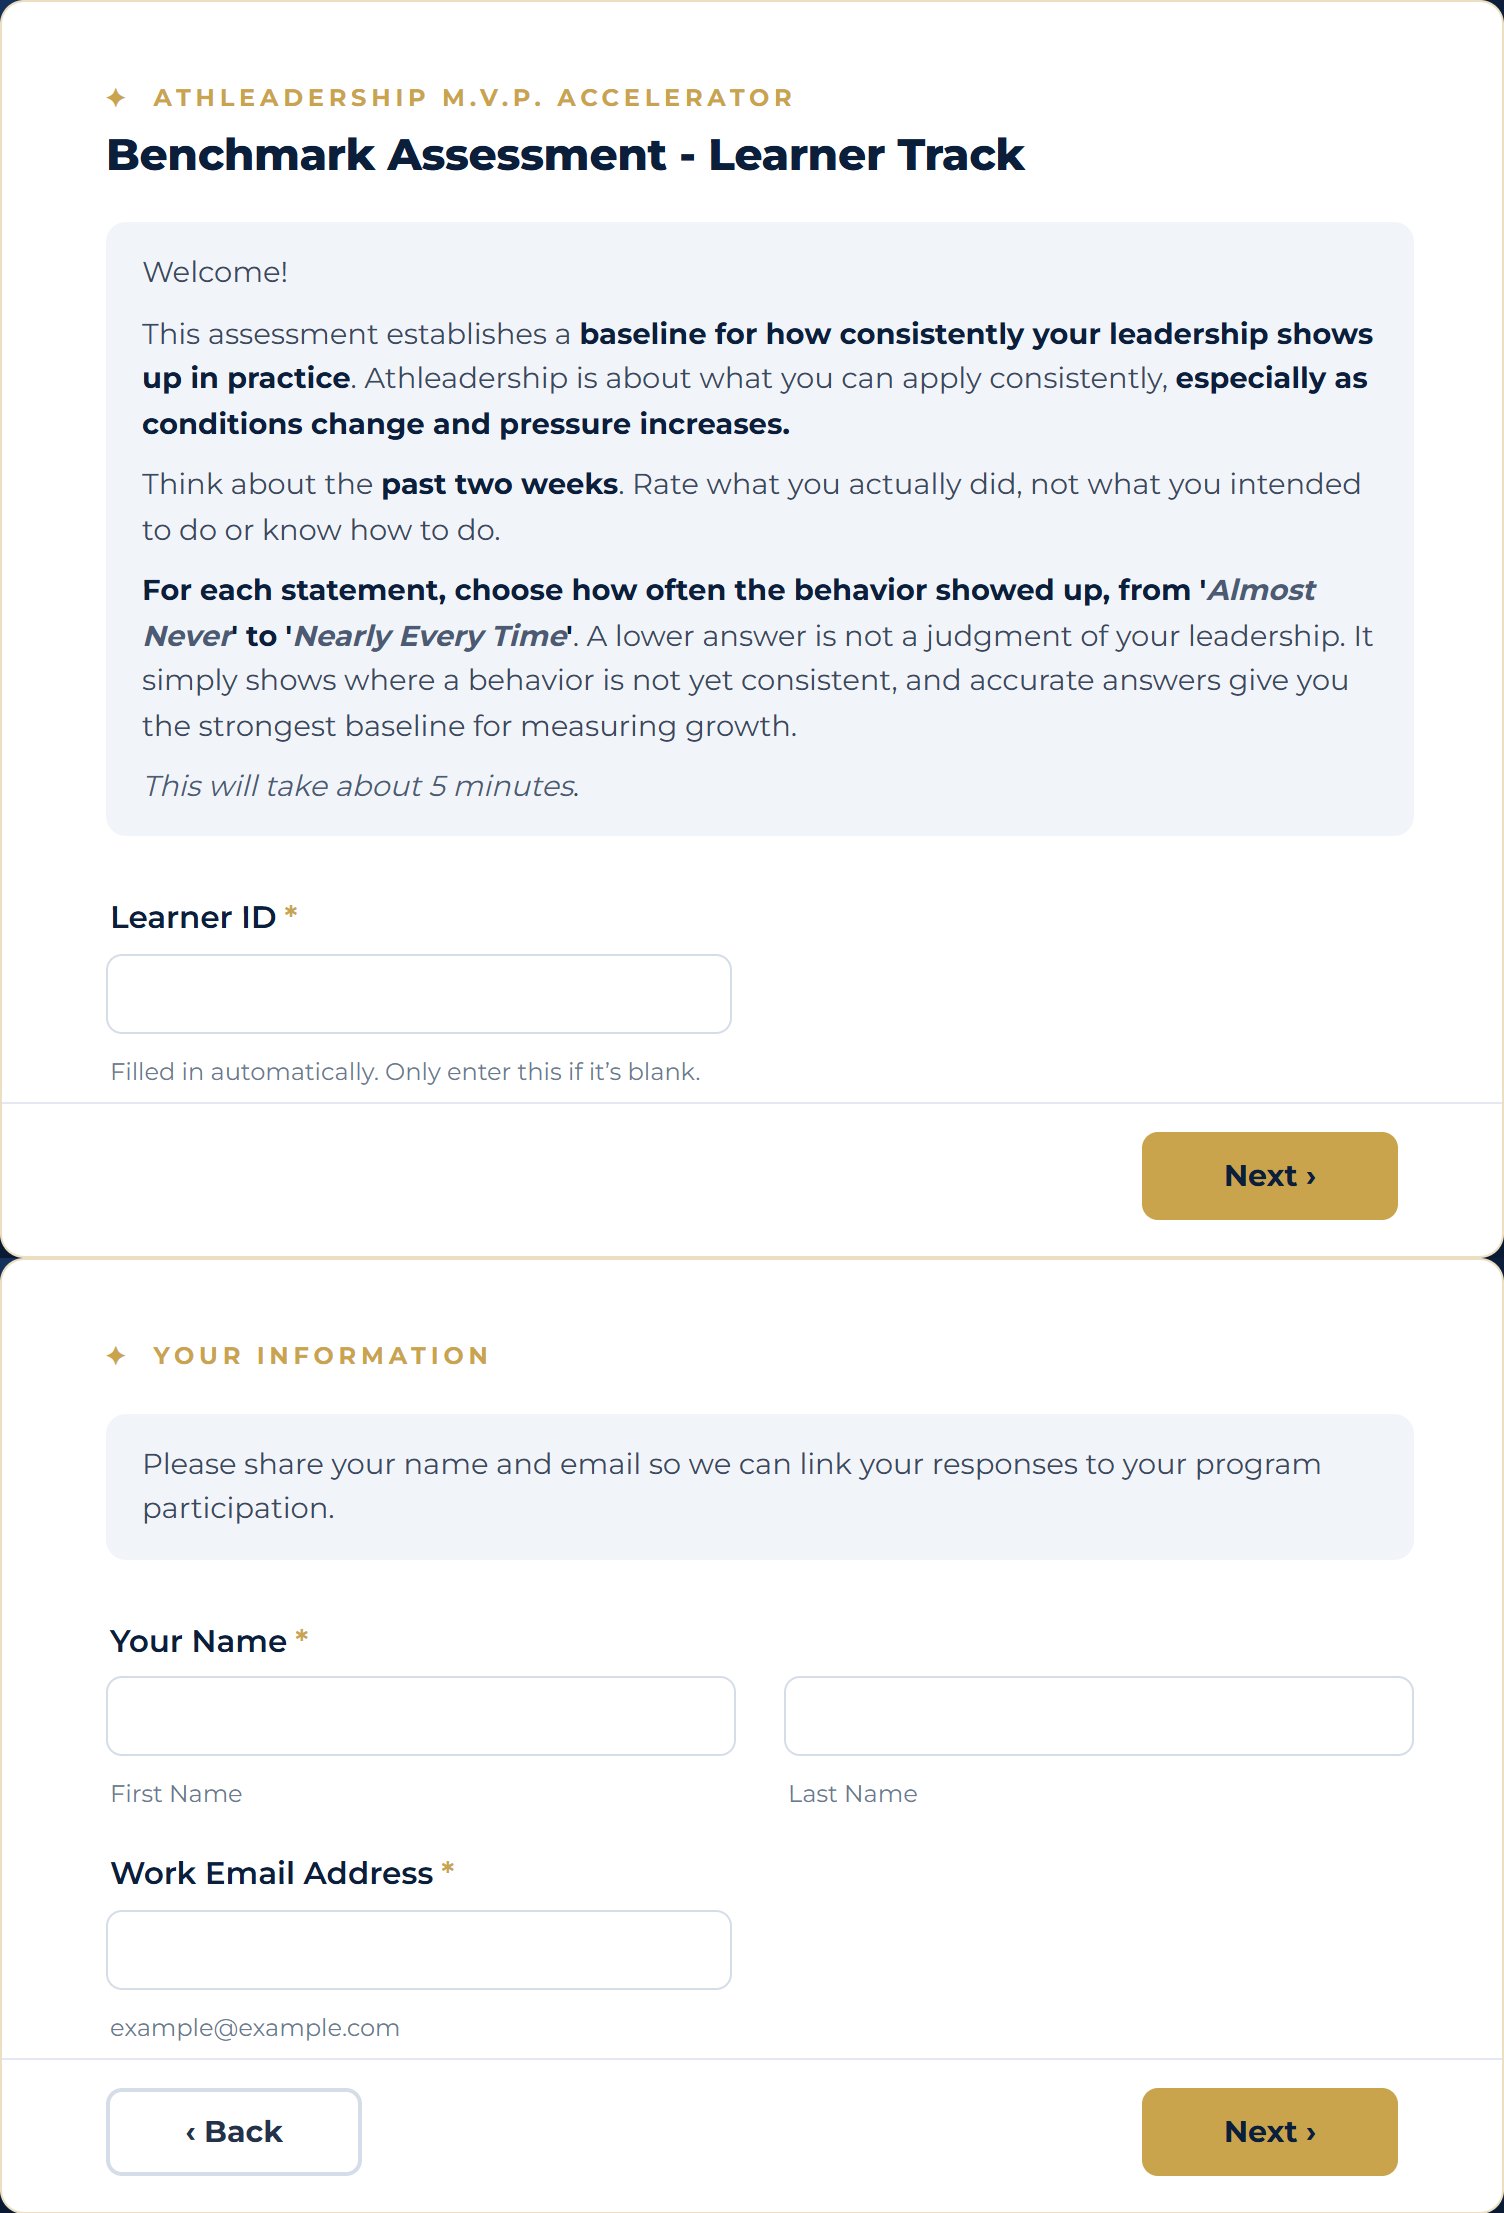 ✦ ATHLEADERSHIP M.V.P. ACCELERATOR
Benchmark Assessment - Learner Track
Welcome!
This assessment establishes a baseline for how consistently your leadership shows
up in practice. Athleadership is about what you can apply consistently, especially as
conditions change and pressure increases.
Think about the past two weeks. Rate what you actually did, not what you intended
to do or know how to do.
For each statement, choose how often the behavior showed up, from 'Almost
Never' to 'Nearly Every Time'. A lower answer is not a judgment of your leadership. It
simply shows where a behavior is not yet consistent, and accurate answers give you
the strongest baseline for measuring growth.
This will take about 5 minutes.
Learner ID *
Filled in automatically. Only enter this if it’s blank.
Next ›
✦ YOUR INFORMATION
Please share your name and email so we can link your responses to your program
participation.
Your Name *
First Name Last Name
Work Email Address *
example@example.com
‹ Back Next ›